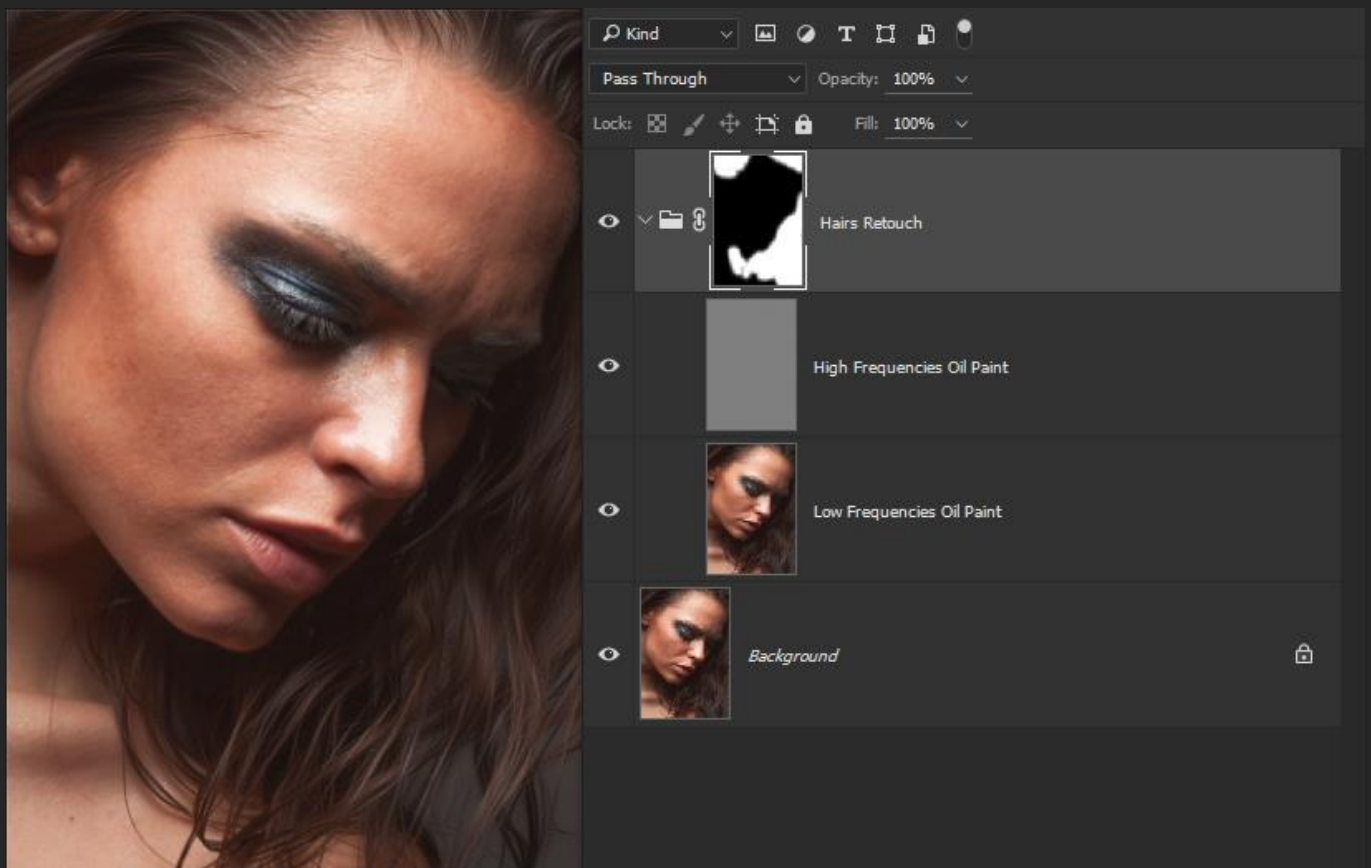 Kind
Pass Through Opacity: 100%
Lock: Fill: 100%
Hairs Retouch
High Frequencies Oil Paint
Low Frequencies Oil Paint
Background